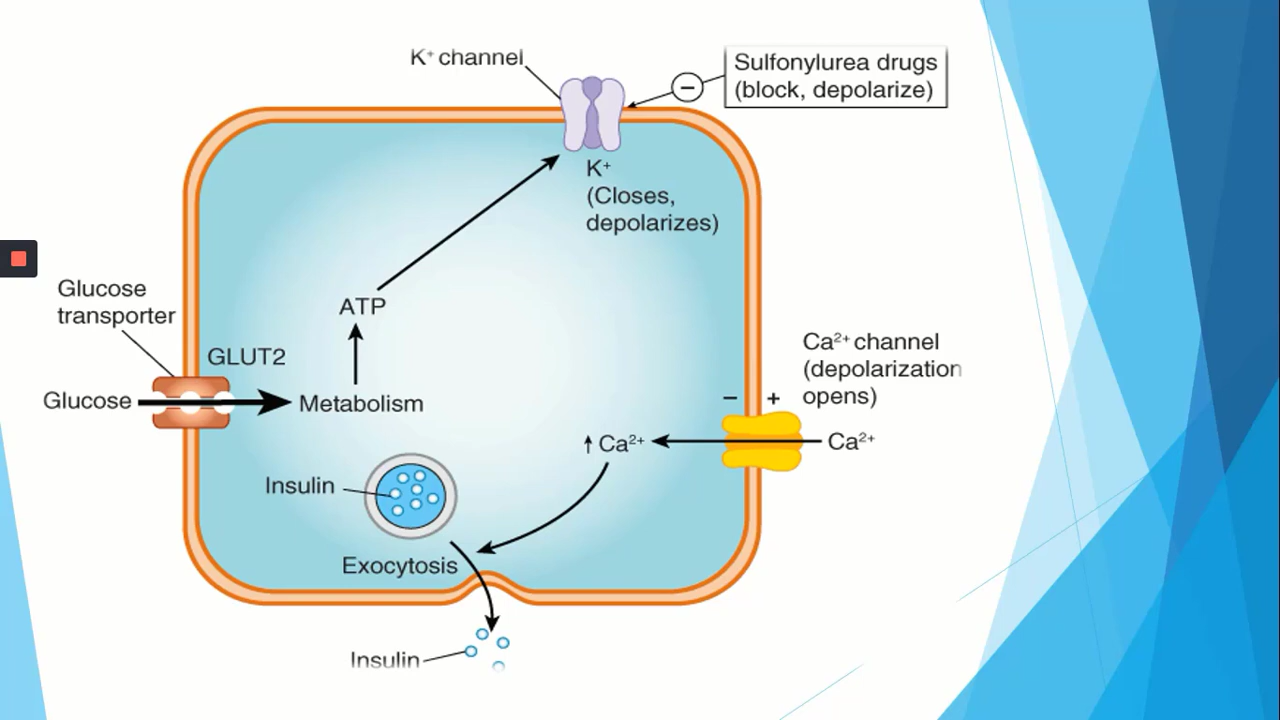 K⁺ channel
Sulfonylurea drugs
(block, depolarize)
−
K⁺
(Closes,
depolarizes)
ATP
Glucose
transporter
GLUT2
Glucose
Metabolism
Ca²⁺ channel
(depolarization
opens)
− +
↑ Ca²⁺
Ca²⁺
Insulin
Exocytosis
Insulin